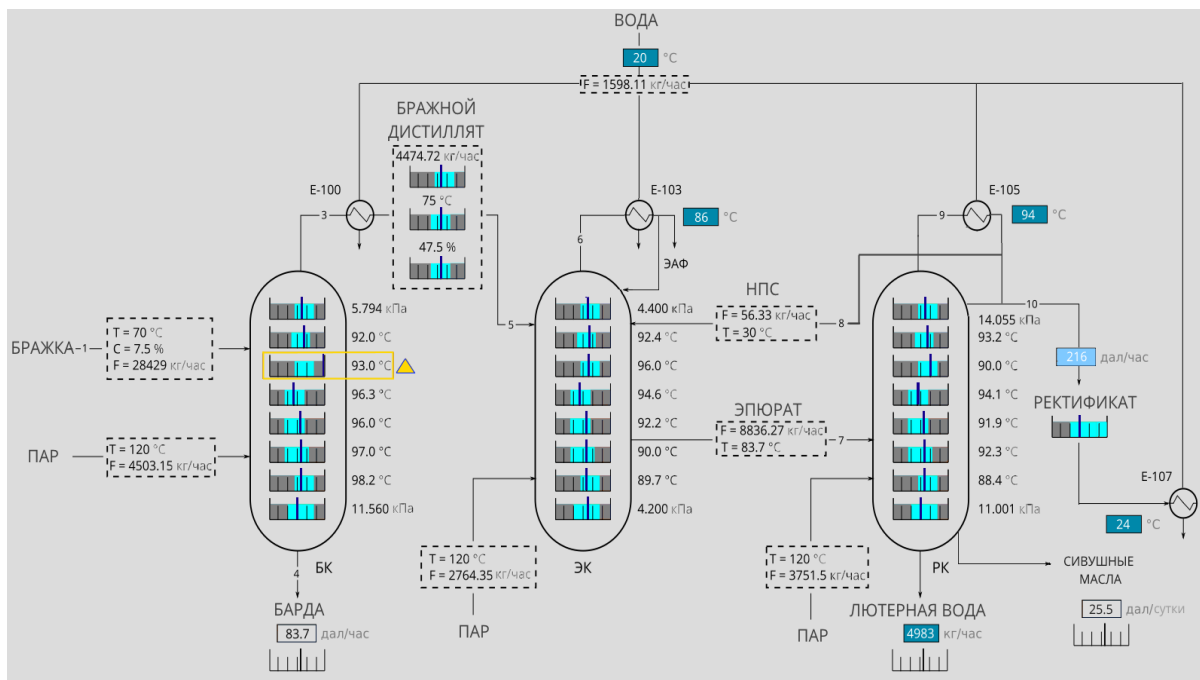 ВОДА
20 °C
F = 1598.11 кг/час
БРАЖНОЙ
ДИСТИЛЛЯТ
4474.72 кг/час
75 °C
47.5 %
E-100
3
E-103
86 °C
6
ЭАФ
E-105
94 °C
9
БРАЖКА 1
T = 70 °C
C = 7.5 %
F = 28429 кг/час
ПАР
T = 120 °C
F = 4503.15 кг/час
5.794 кПа
92.0 °C
93.0 °C
96.3 °C
96.0 °C
97.0 °C
98.2 °C
11.560 кПа
БК
4
БАРДА
83.7 дал/час
5
4.400 кПа
92.4 °C
96.0 °C
94.6 °C
92.2 °C
90.0 °C
89.7 °C
4.200 кПа
ЭК
T = 120 °C
F = 2764.35 кг/час
ПАР
НПС
F = 56.33 кг/час
T = 30 °C
8
ЭПЮРАТ
F = 8836.27 кг/час
T = 83.7 °C
7
T = 120 °C
F = 3751.5 кг/час
ПАР
14.055 кПа
93.2 °C
90.0 °C
94.1 °C
91.9 °C
92.3 °C
88.4 °C
11.001 кПа
РК
ЛЮТЕРНАЯ ВОДА
4983 кг/час
10
216 дал/час
РЕКТИФИКАТ
E-107
24 °C
СИВУШНЫЕ
МАСЛА
25.5 дал/сутки